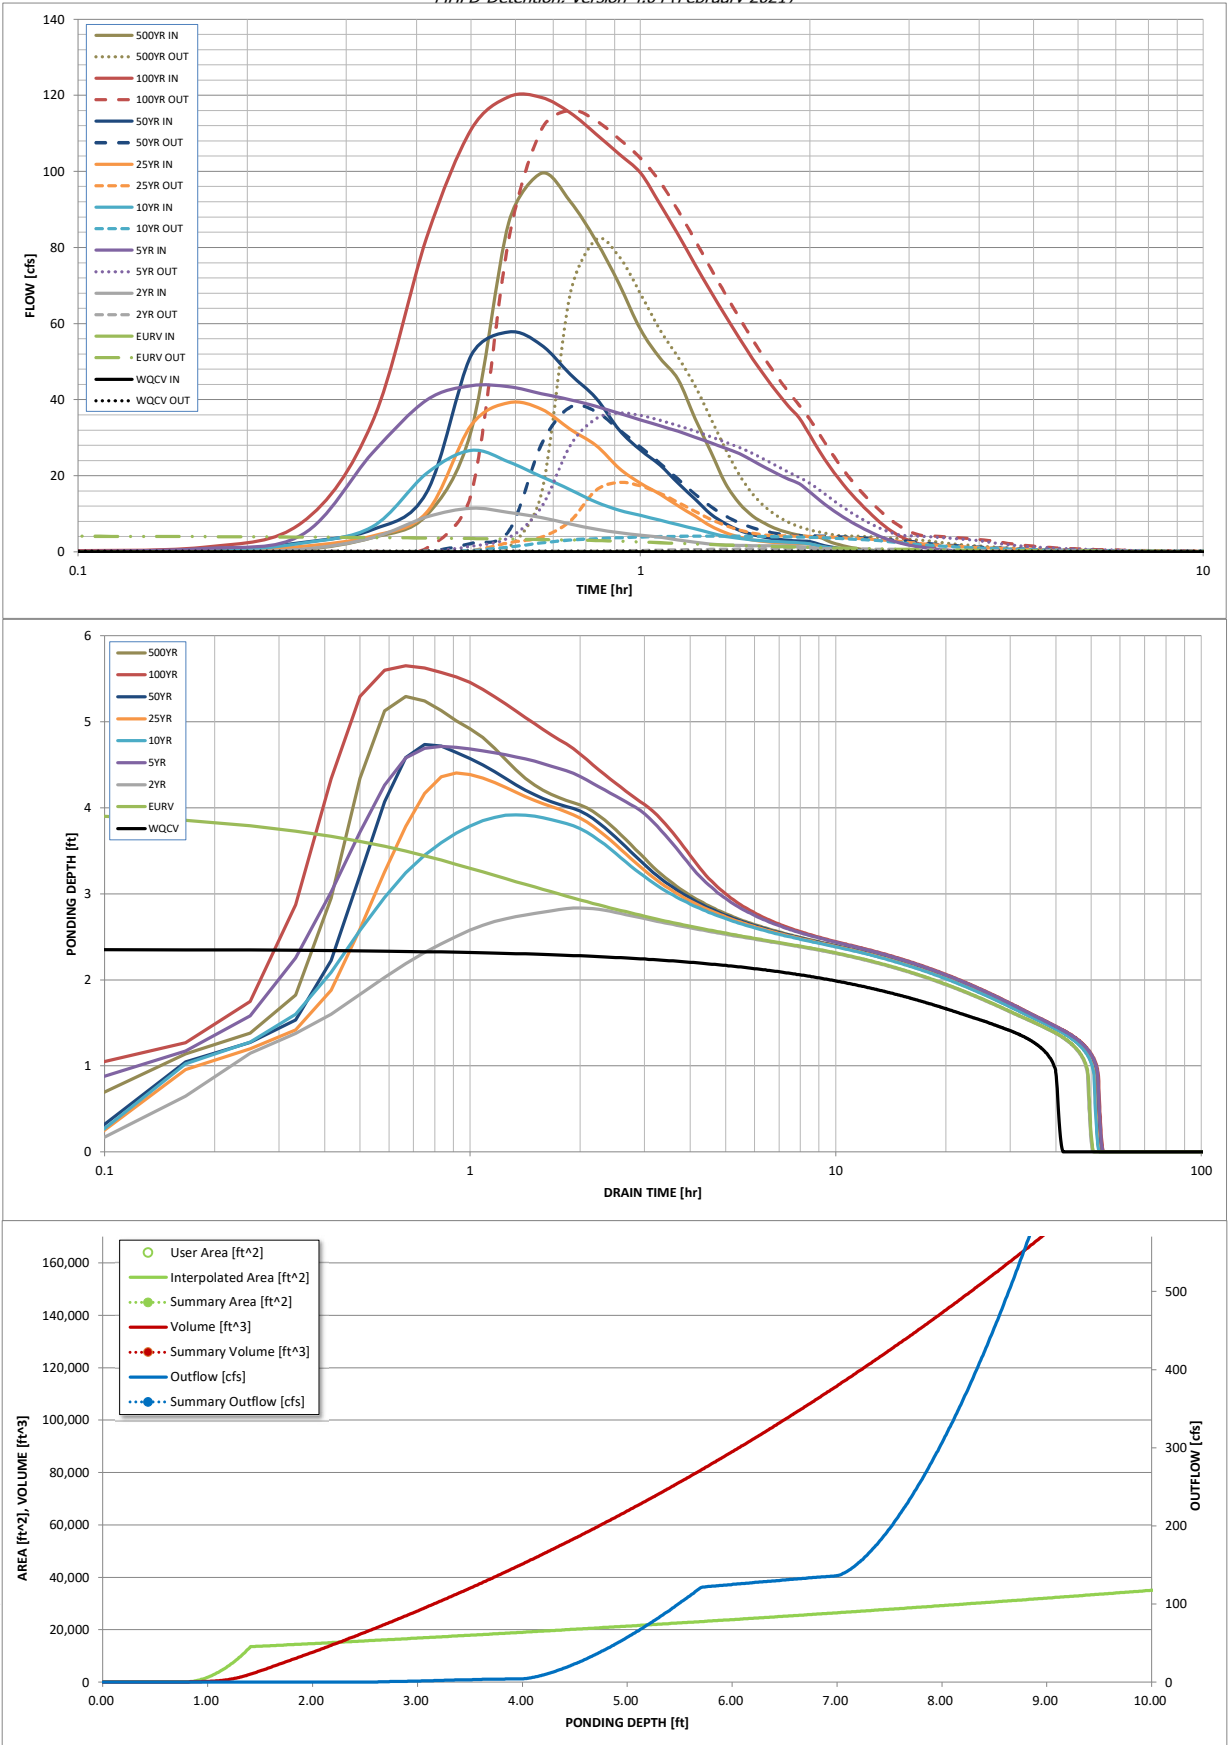 MHFD-Detention, Version 4.04 (February 2021)
140
120
100
80
60
40
20
0
FLOW [cfs]
500YR IN
500YR OUT
100YR IN
100YR OUT
50YR IN
50YR OUT
25YR IN
25YR OUT
10YR IN
10YR OUT
5YR IN
5YR OUT
2YR IN
2YR OUT
EURV IN
EURV OUT
WQCV IN
WQCV OUT
0.1
1
10
TIME [hr]
6
5
4
3
2
1
0
PONDING DEPTH [ft]
500YR
100YR
50YR
25YR
10YR
5YR
2YR
EURV
WQCV
0.1
1
10
100
DRAIN TIME [hr]
User Area [ft^2]
Interpolated Area [ft^2]
Summary Area [ft^2]
Volume [ft^3]
Summary Volume [ft^3]
Outflow [cfs]
Summary Outflow [cfs]
160,000
140,000
120,000
100,000
80,000
60,000
40,000
20,000
0
AREA [ft^2], VOLUME [ft^3]
500
400
300
200
100
0
OUTFLOW [cfs]
0.00
1.00
2.00
3.00
4.00
5.00
6.00
7.00
8.00
9.00
10.00
PONDING DEPTH [ft]